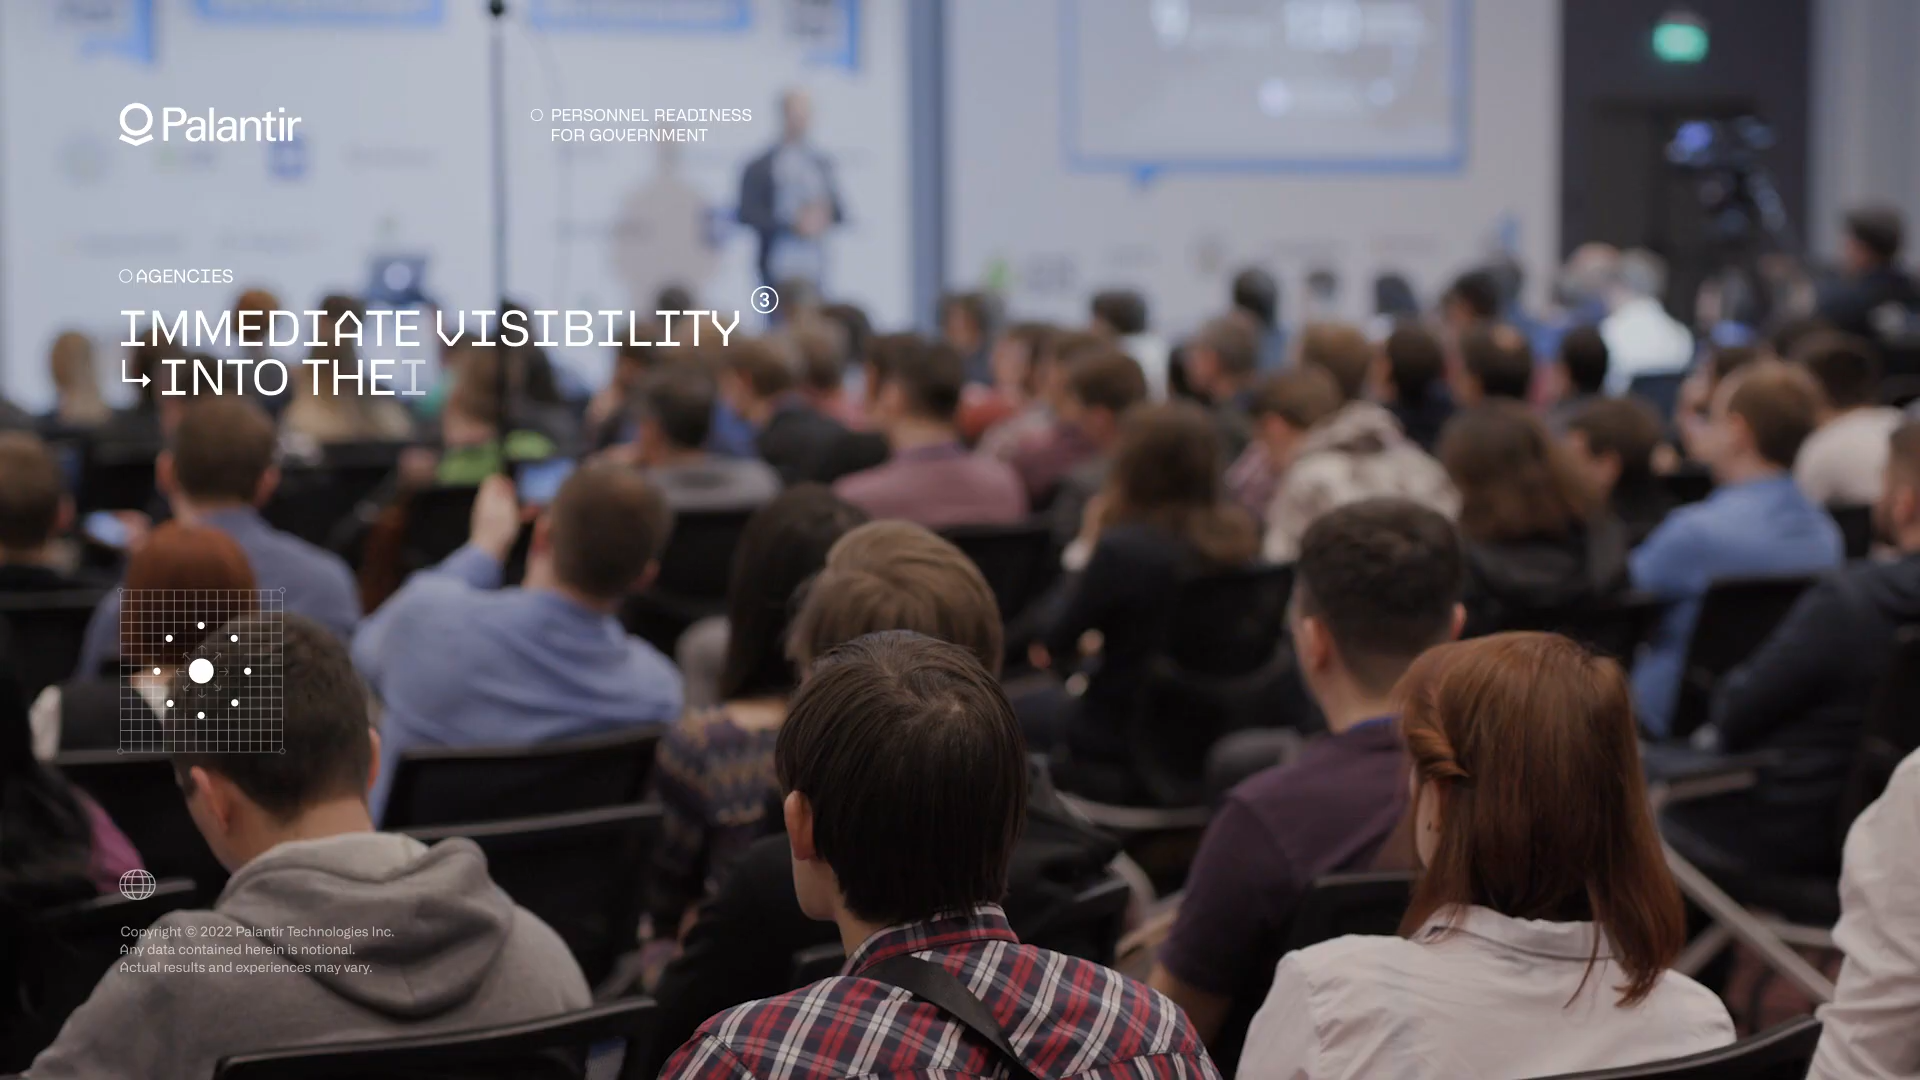 Palantir
PERSONNEL READINESS
FOR GOVERNMENT
AGENCIES
IMMEDIATE VISIBILITY ③
↳ INTO THEI
Copyright © 2022 Palantir Technologies Inc.
Any data contained herein is notional.
Actual results and experiences may vary.